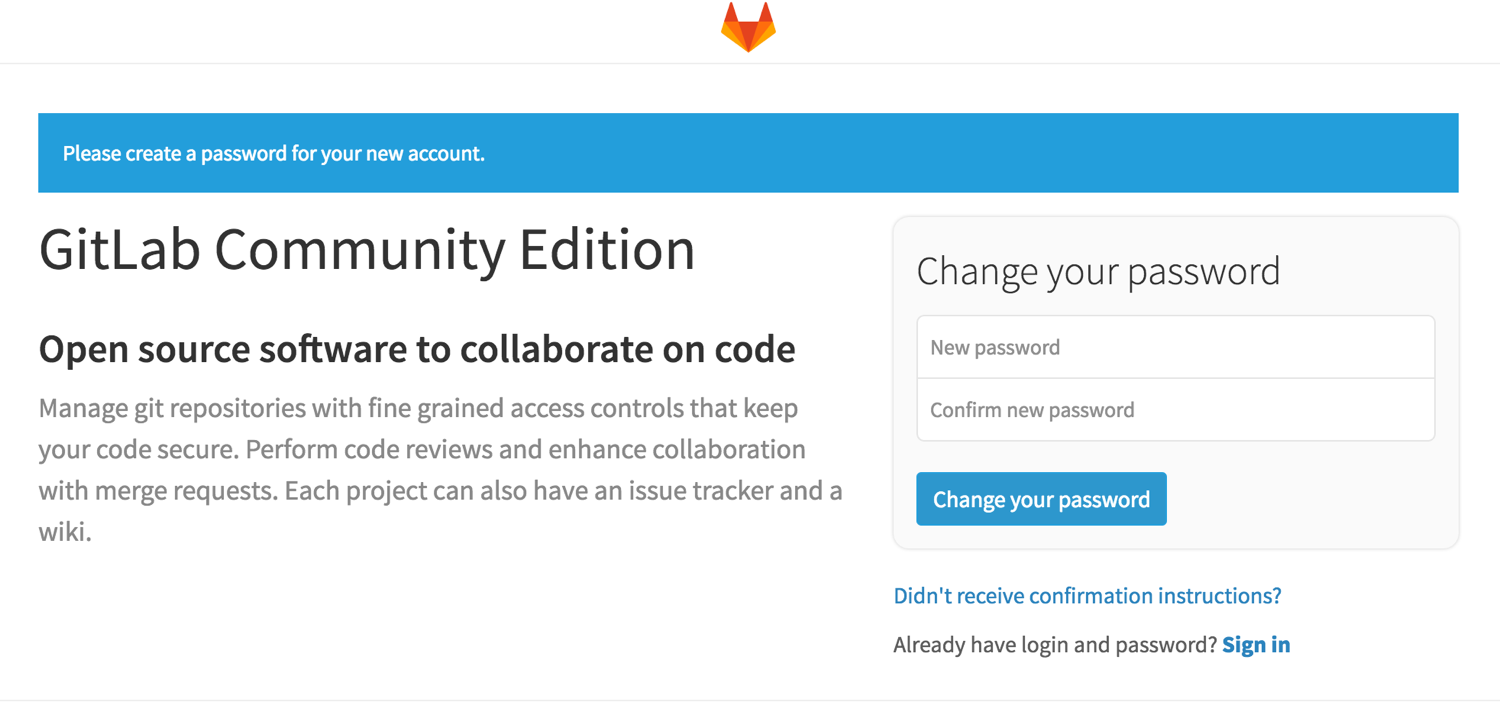 Please create a password for your new account.
GitLab Community Edition
Open source software to collaborate on code
Manage git repositories with fine grained access controls that keep
your code secure. Perform code reviews and enhance collaboration
with merge requests. Each project can also have an issue tracker and a
wiki.
Change your password
New password
Confirm new password
Change your password
Didn't receive confirmation instructions?
Already have login and password? Sign in